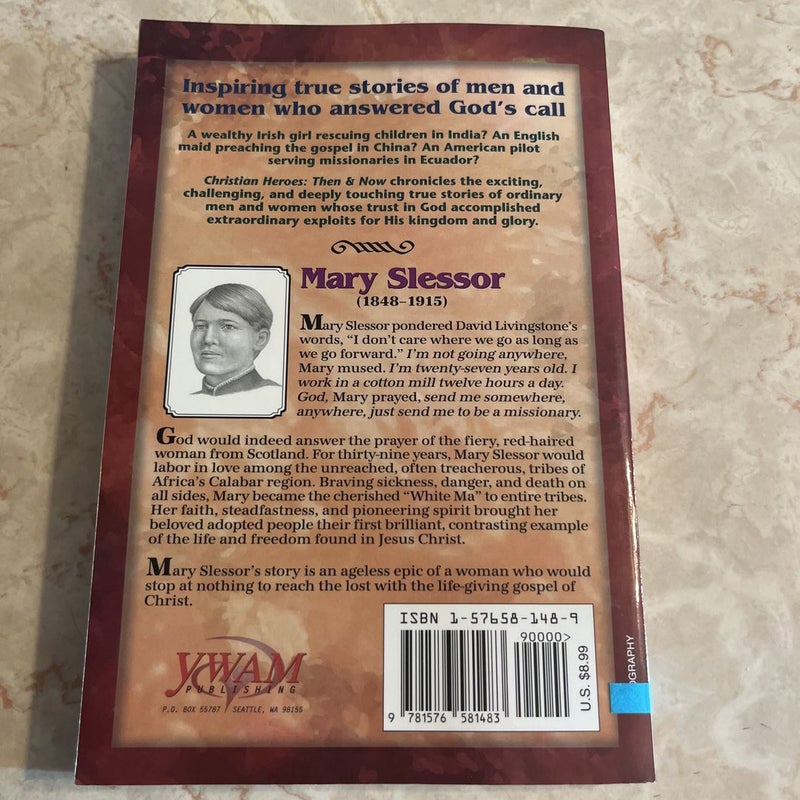 Inspiring true stories of men and
women who answered God's call
A wealthy Irish girl rescuing children in India? An English
maid preaching the gospel in China? An American pilot
serving missionaries in Ecuador?
Christian Heroes: Then & Now chronicles the exciting,
challenging, and deeply touching true stories of ordinary
men and women whose trust in God accomplished
extraordinary exploits for His kingdom and glory.
Mary Slessor
(1848–1915)
Mary Slessor pondered David Livingstone's
words, "I don't care where we go as long as
we go forward." I'm not going anywhere,
Mary mused. I'm twenty-seven years old. I
work in a cotton mill twelve hours a day.
God, Mary prayed, send me somewhere,
anywhere, just send me to be a missionary.
God would indeed answer the prayer of the fiery, red-haired
woman from Scotland. For thirty-nine years, Mary Slessor would
labor in love among the unreached, often treacherous, tribes of
Africa's Calabar region. Braving sickness, danger, and death on
all sides, Mary became the cherished "White Ma" to entire tribes.
Her faith, steadfastness, and pioneering spirit brought her
beloved adopted people their first brilliant, contrasting example
of the life and freedom found in Jesus Christ.
Mary Slessor's story is an ageless epic of a woman who would
stop at nothing to reach the lost with the life-giving gospel of
Christ.
ISBN 1-57658-148-9
90000>
9 781576 581483
U.S. $8.99
OGRAPHY
YWAM
PUBLISHING
P.O. BOX 55787 / SEATTLE, WA 98155